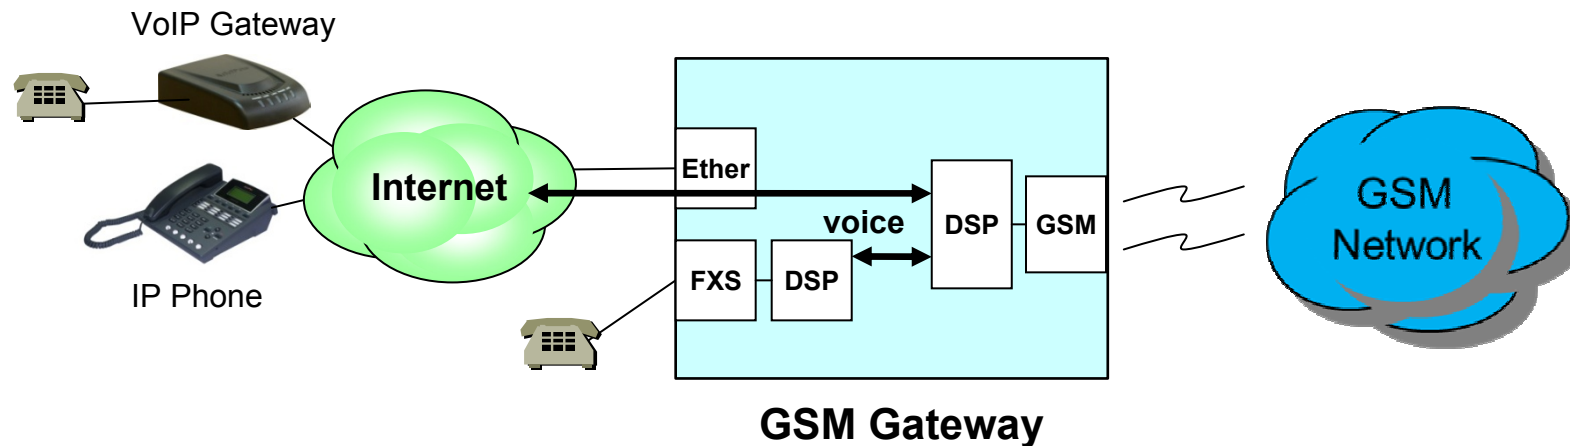 VoIP Gateway
IP Phone
Internet
Ether
voice
FXS
DSP
DSP
GSM
GSM
Network
GSM Gateway